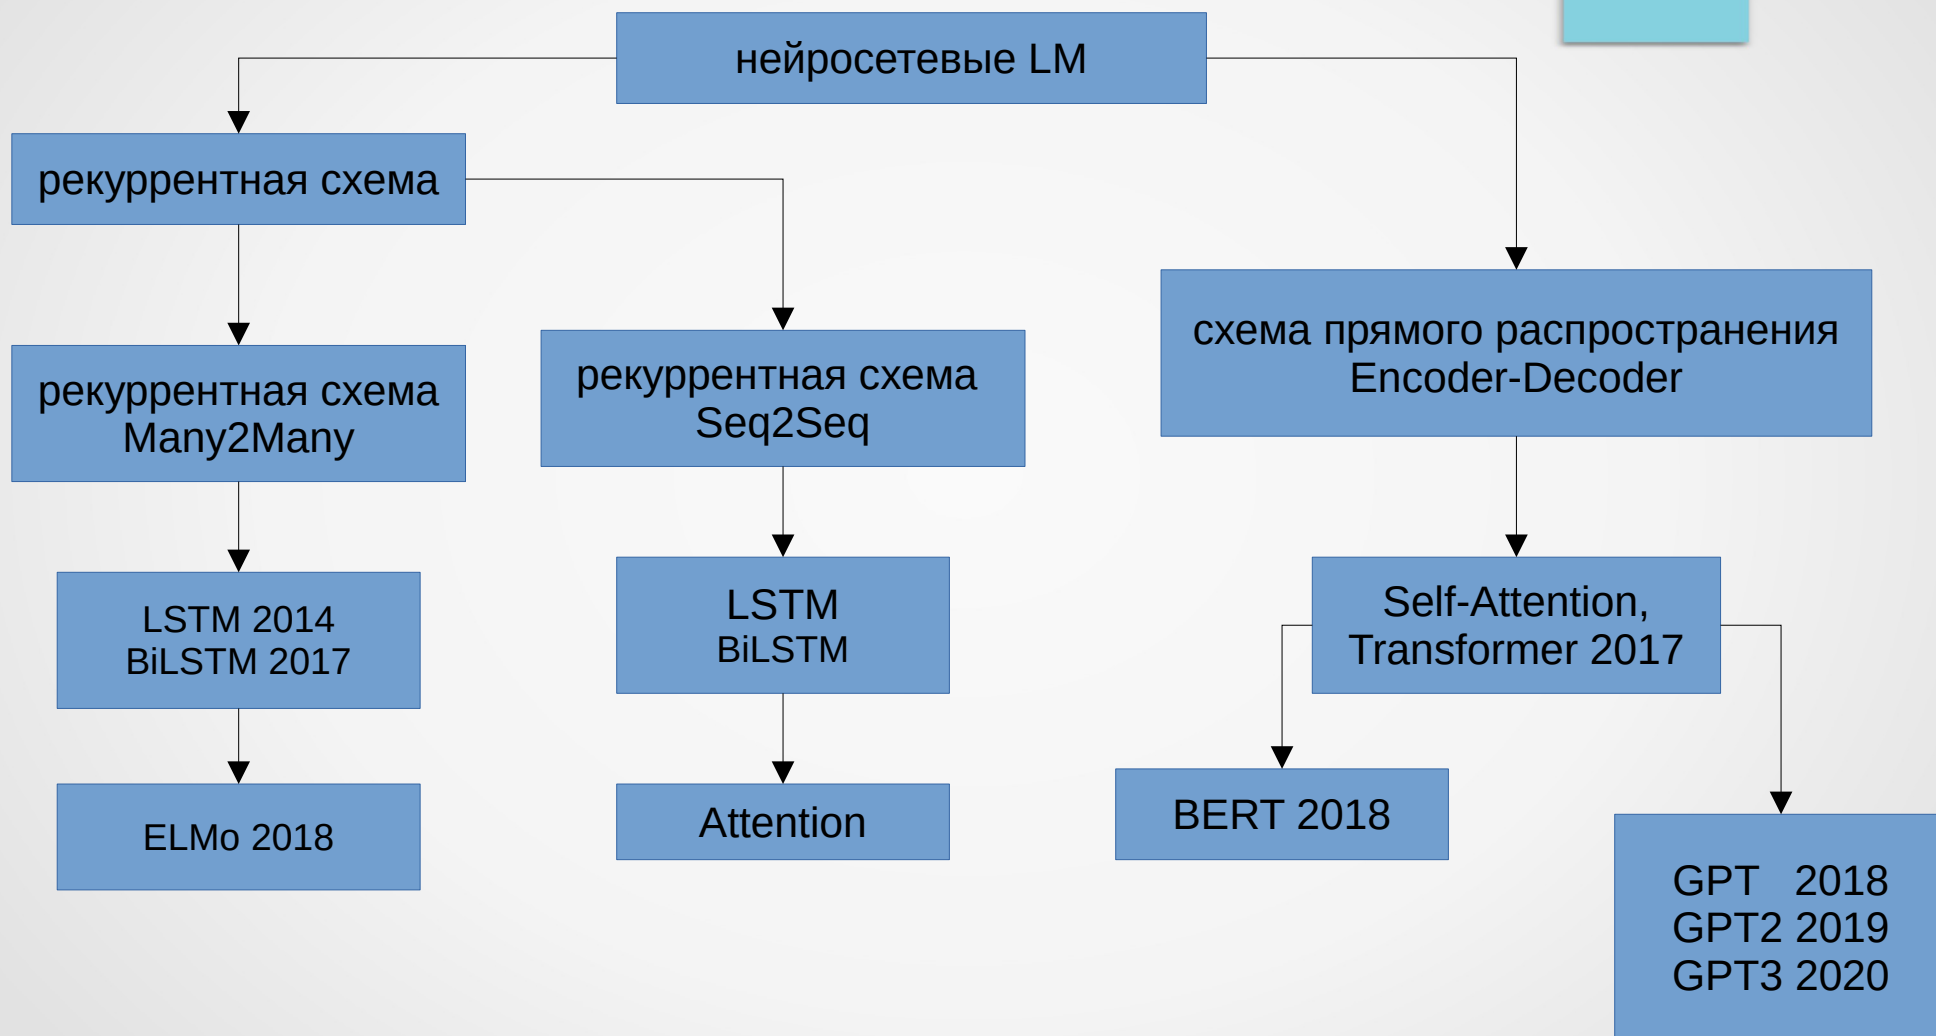 нейросетевые LM
рекуррентная схема
рекуррентная схема
Many2Many
рекуррентная схема
Seq2Seq
схема прямого распространения
Encoder-Decoder
LSTM 2014
BiLSTM 2017
LSTM
BiLSTM
Self-Attention,
Transformer 2017
ELMo 2018
Attention
BERT 2018
GPT 2018
GPT2 2019
GPT3 2020